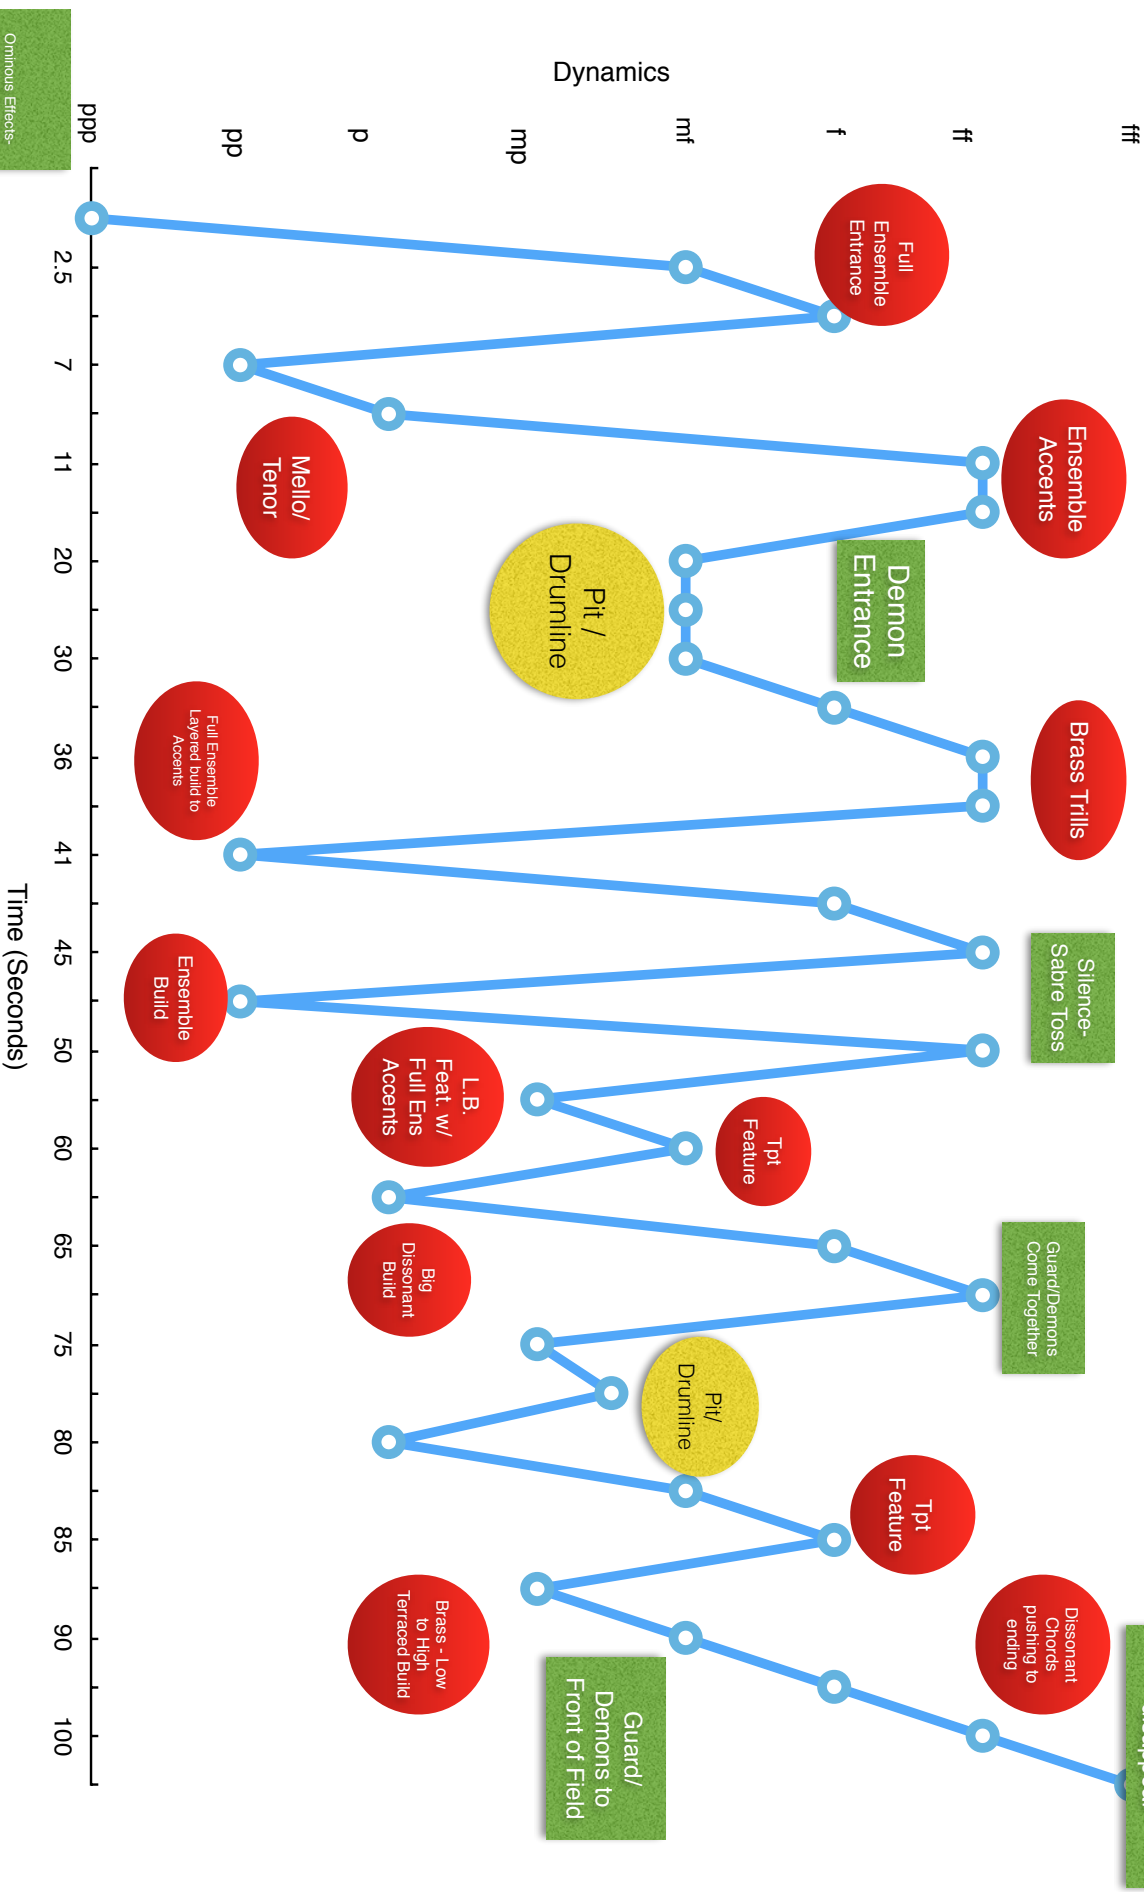 Dynamics
fff
ff
f
mf
mp
p
pp
ppp
Ominous Effects-
Full
Ensemble
Entrance
Mello/
Tenor
Ensemble
Accents
Demon
Entrance
Pit /
Drumline
Brass Trills
Full Ensemble
Layered build to
Accents
Silence-
Sabre Toss
Ensemble
Build
L.B.
Feat. w/
Full Ens
Accents
Tpt
Feature
Big
Dissonant
Build
Guard/Demons
Come Together
Pit/
Drumline
Tpt
Feature
Brass - Low
to High
Terraced Build
Dissonant
Chords
pushing to
ending
Guard/
Demons to
Front of Field
2.5
7
11
20
30
36
41
45
50
60
65
75
80
85
90
100
Time (Seconds)